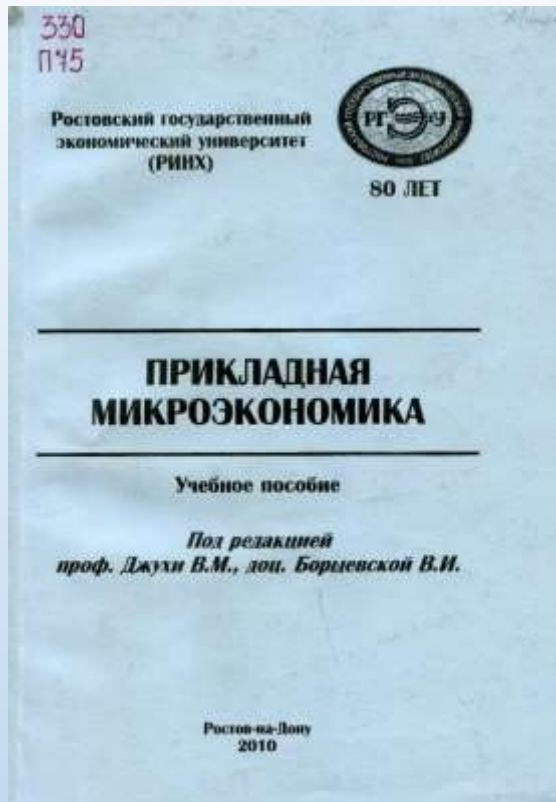 330
П75
Ростовский государственный
экономический университет
(РИНХ)
РГЭУ
80 ЛЕТ
ПРИКЛАДНАЯ
МИКРОЭКОНОМИКА
Учебное пособие
Под редакцией
проф. Джухи В.М., доц. Борцевской В.И.
Ростов-на-Дону
2010